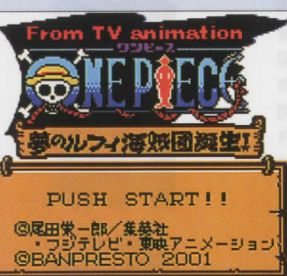 From TV animation
ワンピース
ONE PIECE
夢のルフィ海賊団誕生!
PUSH START!!
©尾田栄一郎/集英社
・フジテレビ・東映アニメーション
©BANPRESTO 2001